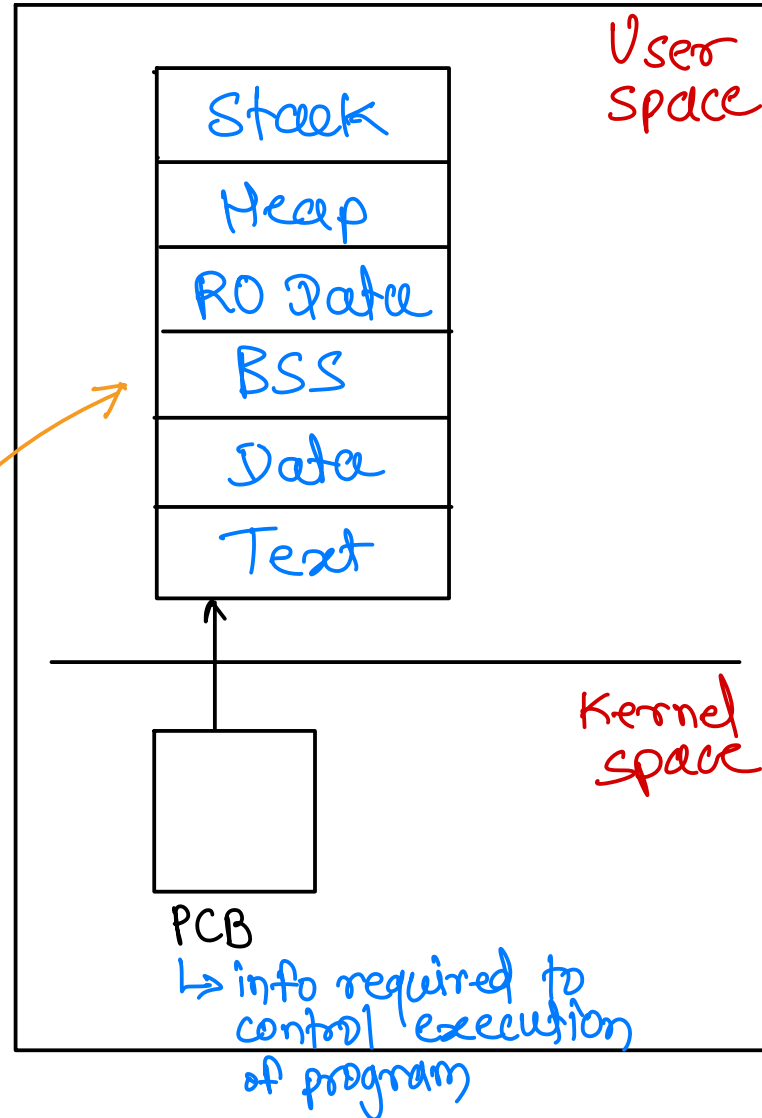 User
space
Stack
Heap
RO Data
BSS
Data
Text
Kernel
space
PCB
↳ info required to
control execution
of program